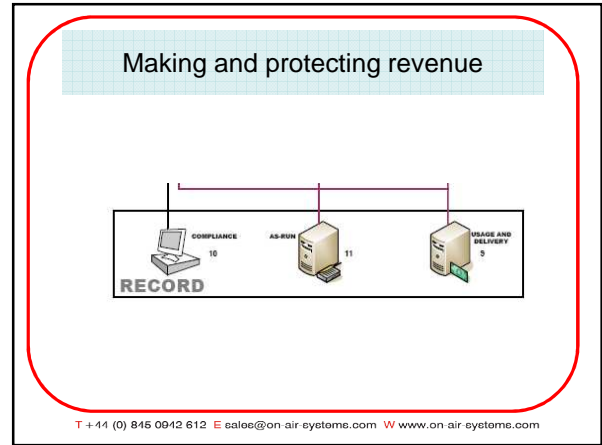 Making and protecting revenue
COMPLIANCE
10
AS-RUN
11
USAGE AND
DELIVERY
5
RECORD
T +44 (0) 845 0942 612 E sales@on-air-systems.com W www.on-air-systems.com